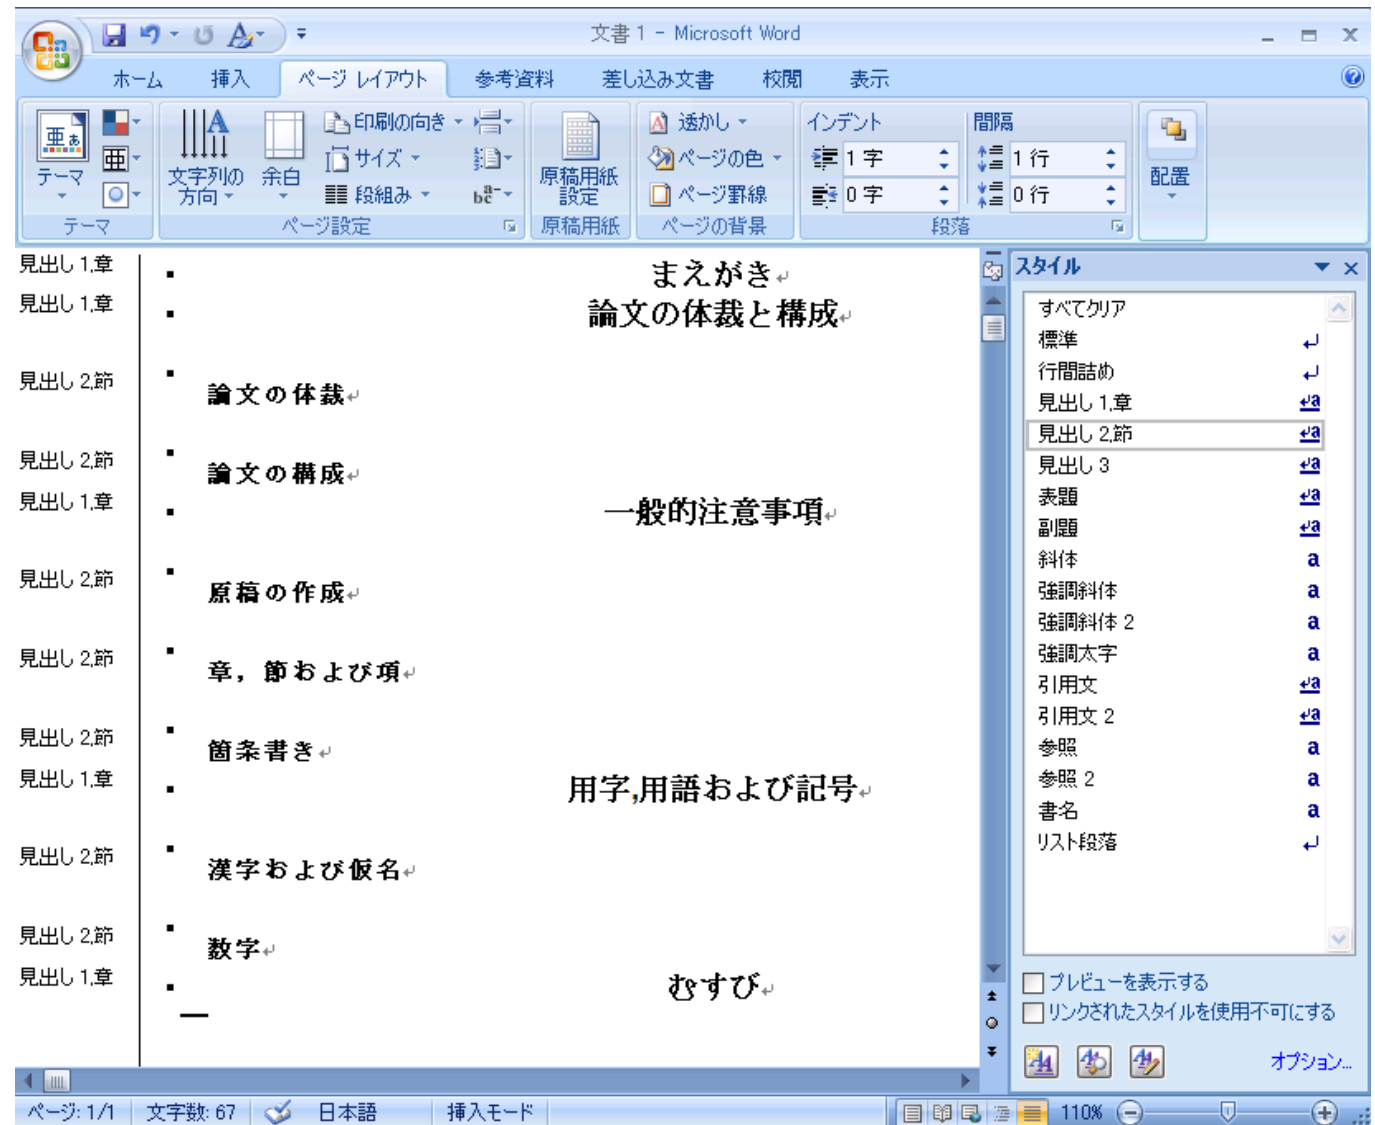 文書 1 - Microsoft Word
ホーム 挿入 ページ レイアウト 参考資料 差し込み文書 校閲 表示
亜あ 亜 テーマ
テーマ
文字列の方向 余白 印刷の向き サイズ 段組み
ページ設定
原稿用紙設定
原稿用紙
透かし ページの色 ページ罫線
ページの背景
インデント 間隔
1 字 1 行
0 字 0 行
段落
配置
見出し 1,章 まえがき
見出し 1,章 論文の体裁と構成
見出し 2,節 論文の体裁
見出し 2,節 論文の構成
見出し 1,章 一般的注意事項
見出し 2,節 原稿の作成
見出し 2,節 章，節および項
見出し 2,節 箇条書き
見出し 1,章 用字,用語および記号
見出し 2,節 漢字および仮名
見出し 2,節 数字
見出し 1,章 むすび
スタイル
すべてクリア
標準
行間詰め
見出し 1,章
見出し 2,節
見出し 3
表題
副題
斜体
強調斜体
強調斜体 2
強調太字
引用文
引用文 2
参照
参照 2
書名
リスト段落
プレビューを表示する
リンクされたスタイルを使用不可にする
オプション...
ページ: 1/1 文字数: 67 日本語 挿入モード 110%